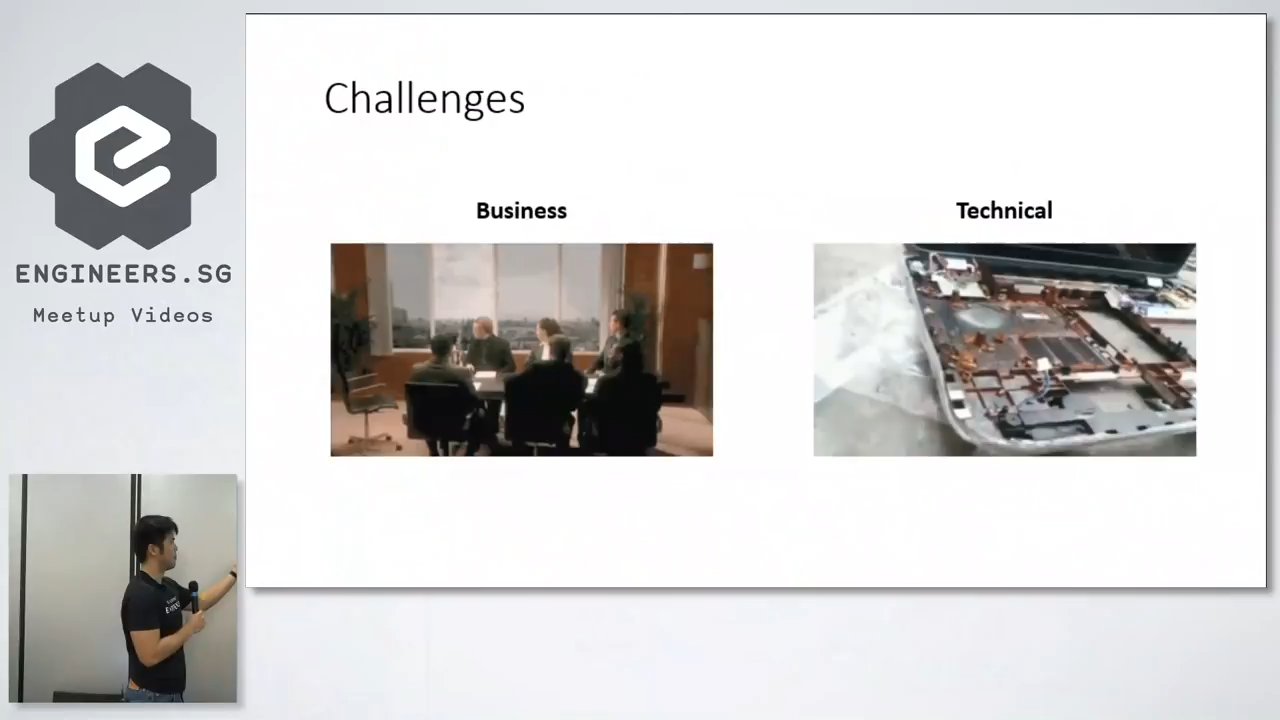 ENGINEERS.SG
Meetup Videos
Challenges
Business
Technical